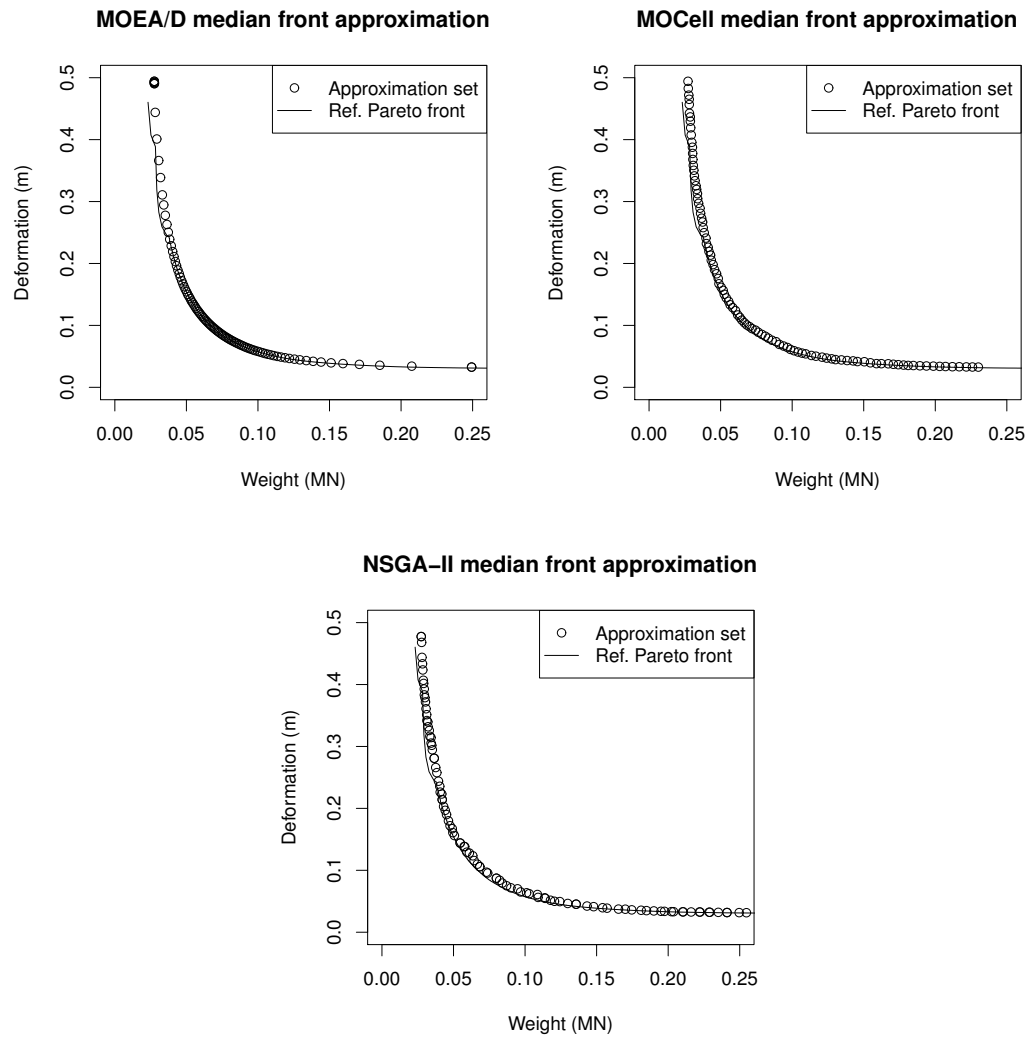 MOEA/D median front approximation
Approximation set
Ref. Pareto front
Deformation (m)
0.0 0.1 0.2 0.3 0.4 0.5
0.00 0.05 0.10 0.15 0.20 0.25
Weight (MN)
MOCell median front approximation
Approximation set
Ref. Pareto front
Deformation (m)
0.0 0.1 0.2 0.3 0.4 0.5
0.00 0.05 0.10 0.15 0.20 0.25
Weight (MN)
NSGA−II median front approximation
Approximation set
Ref. Pareto front
Deformation (m)
0.0 0.1 0.2 0.3 0.4 0.5
0.00 0.05 0.10 0.15 0.20 0.25
Weight (MN)